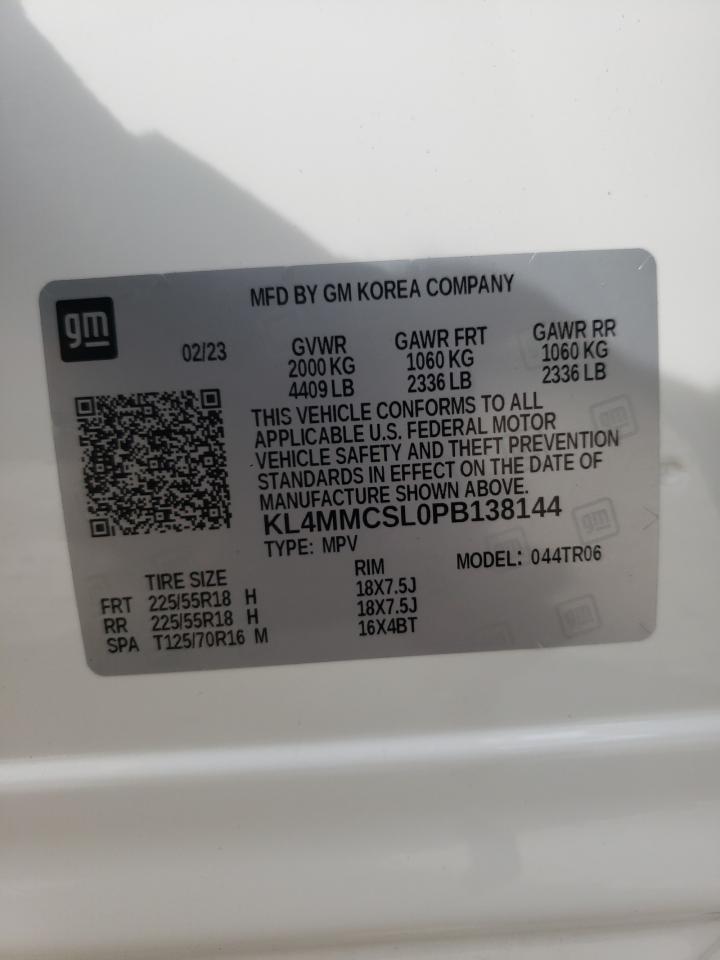 MFD BY GM KOREA COMPANY
gm
02/23
GVWR GAWR FRT GAWR RR
2000 KG 1060 KG 1060 KG
4409 LB 2336 LB 2336 LB
THIS VEHICLE CONFORMS TO ALL
APPLICABLE U.S. FEDERAL MOTOR
VEHICLE SAFETY AND THEFT PREVENTION
STANDARDS IN EFFECT ON THE DATE OF
MANUFACTURE SHOWN ABOVE.
KL4MMCSL0PB138144
TYPE: MPV MODEL: 044TR06
TIRE SIZE RIM
FRT 225/55R18 H 18X7.5J
RR 225/55R18 H 18X7.5J
SPA T125/70R16 M 16X4BT
gm
gm
gm